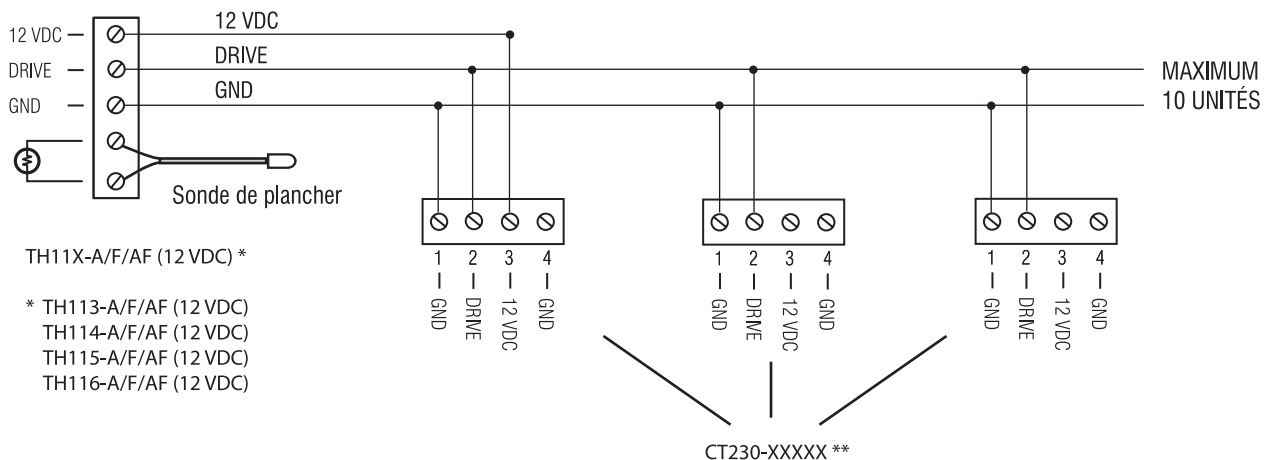 12 VDC
DRIVE
GND
12 VDC
DRIVE
GND
MAXIMUM
10 UNITÉS
Sonde de plancher
1 2 3 4
GND DRIVE 12 VDC GND
1 2 3 4
GND DRIVE 12 VDC GND
1 2 3 4
GND DRIVE 12 VDC GND
TH11X-A/F/AF (12 VDC) *
* TH113-A/F/AF (12 VDC)
TH114-A/F/AF (12 VDC)
TH115-A/F/AF (12 VDC)
TH116-A/F/AF (12 VDC)
CT230-XXXXX **